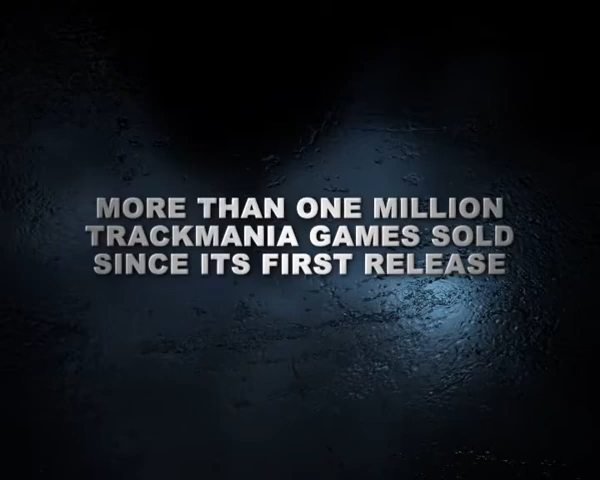 MORE THAN ONE MILLION
TRACKMANIA GAMES SOLD
SINCE ITS FIRST RELEASE